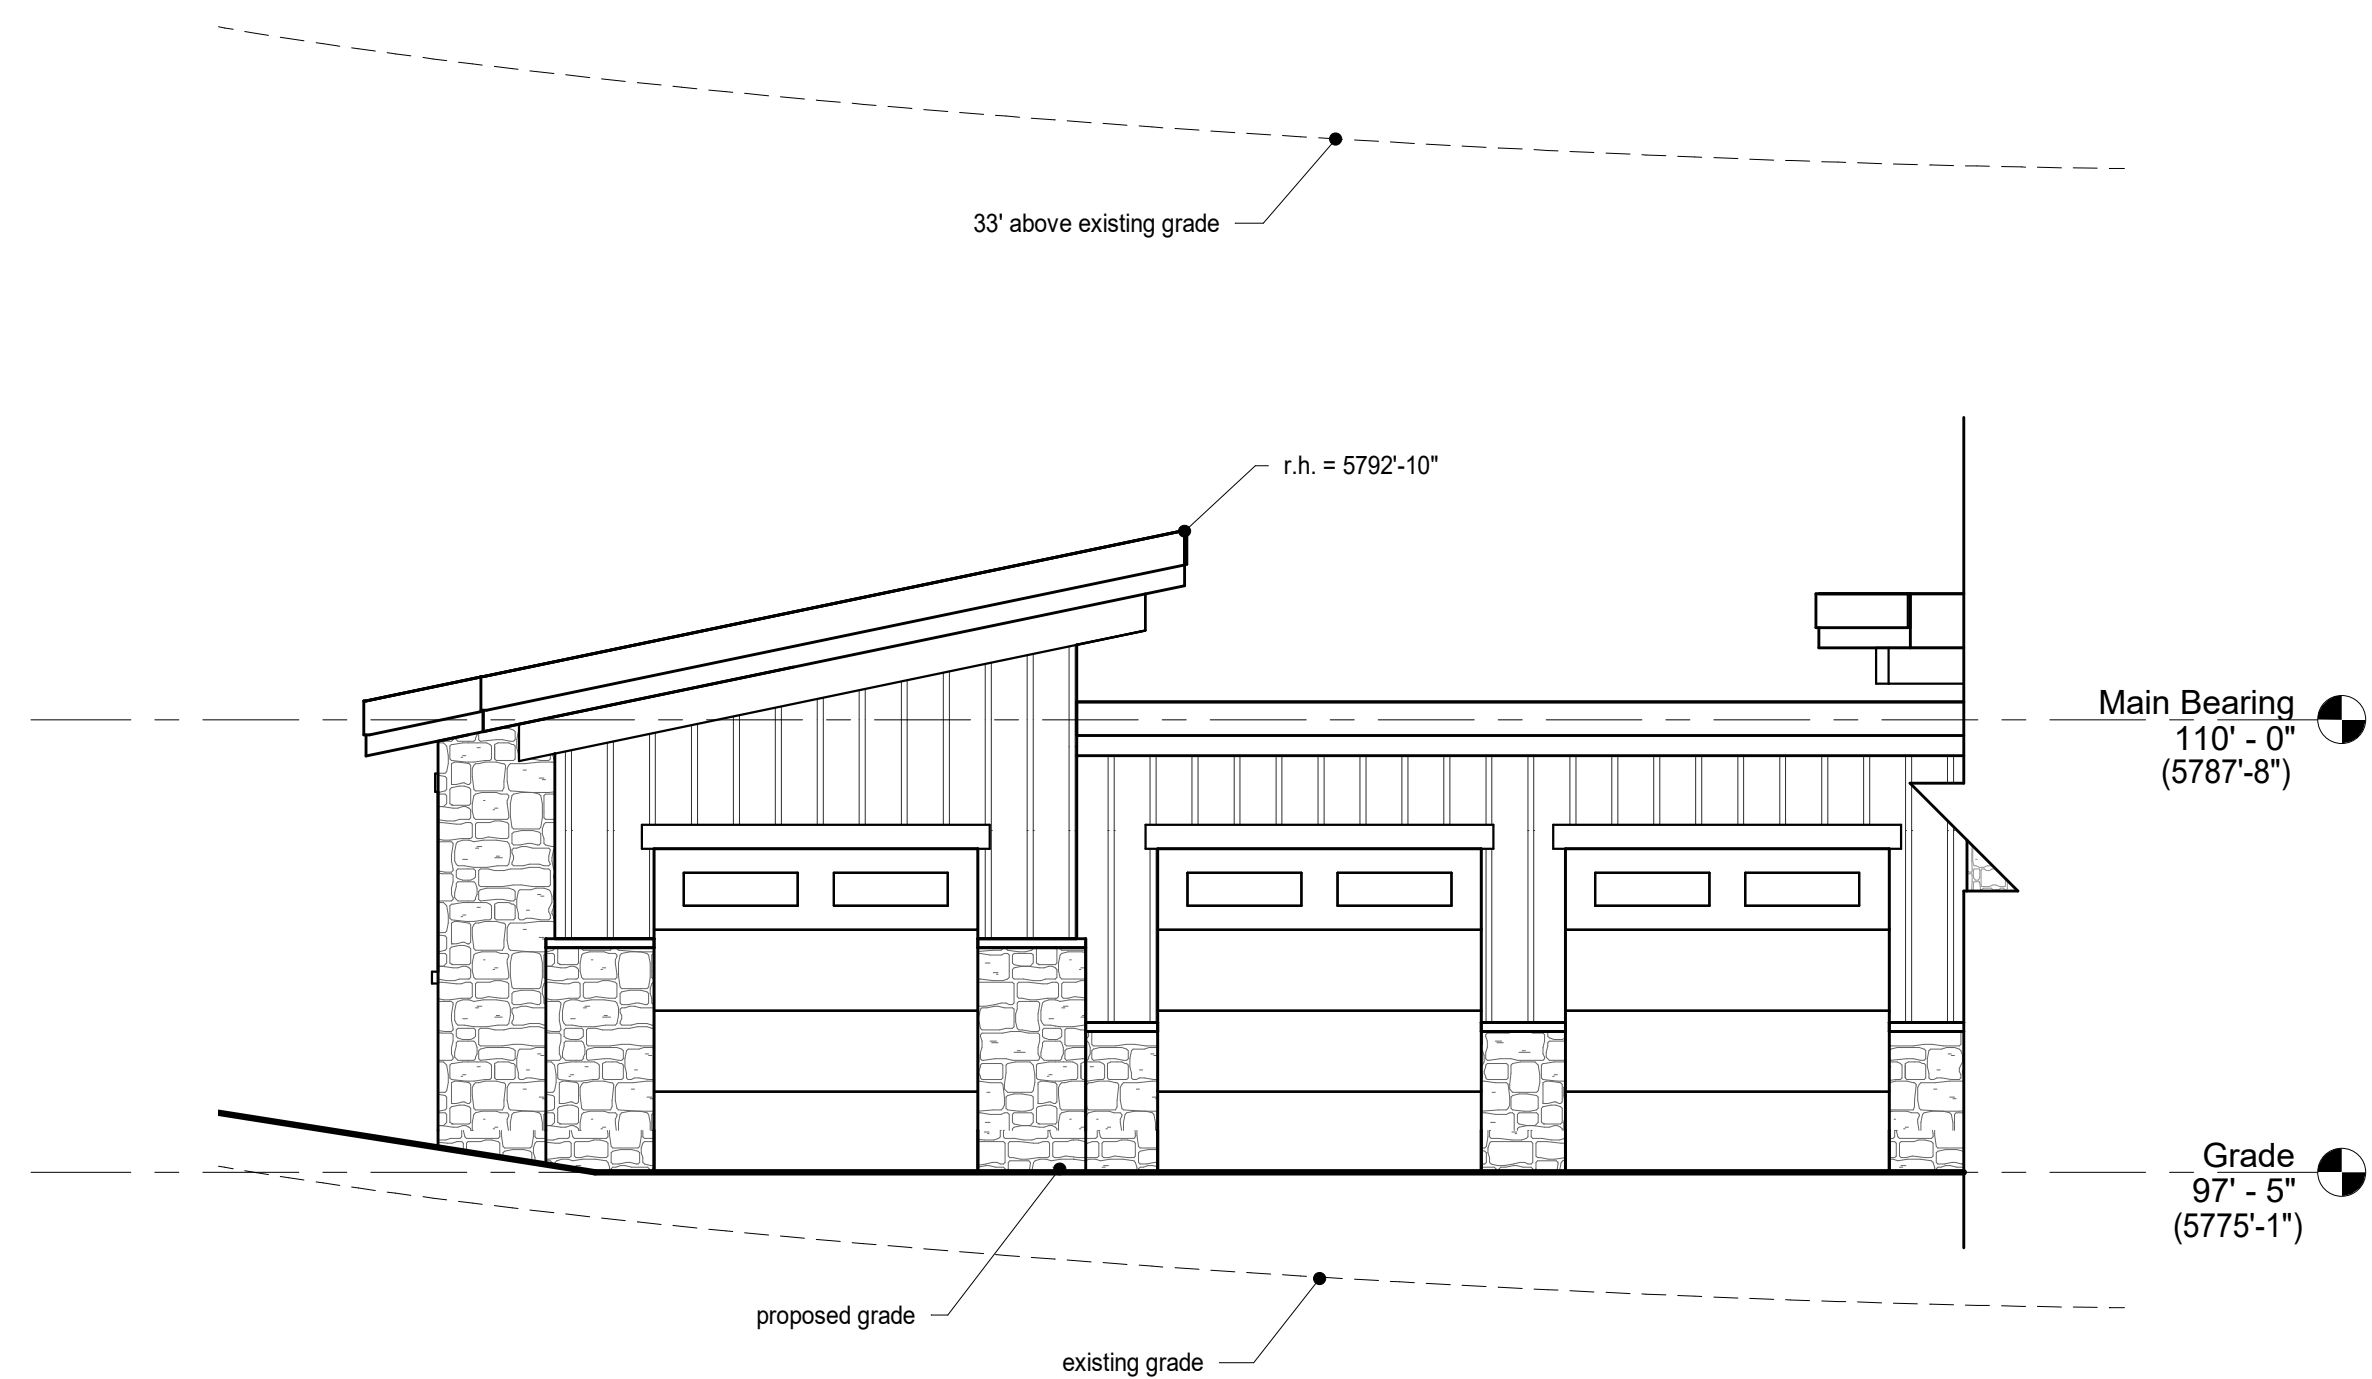 33' above existing grade
r.h. = 5792'-10"
Main Bearing
110' - 0"
(5787'-8")
Grade
97' - 5"
(5775'-1")
proposed grade
existing grade